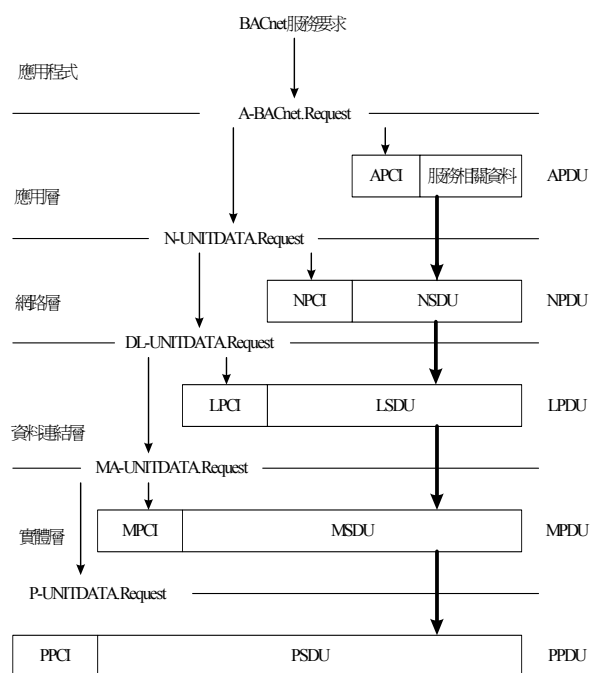 BACnet服務要求
應用程式
A-BACnet.Request
APCI 服務相關資料 APDU
應用層
N-UNITDATA.Request
NPCI NSDU NPDU
網路層
DL-UNITDATA.Request
LPCI LSDU LPDU
資料連結層
MA-UNITDATA.Request
MPCI MSDU MPDU
實體層
P-UNITDATA.Request
PPCI PSDU PPDU